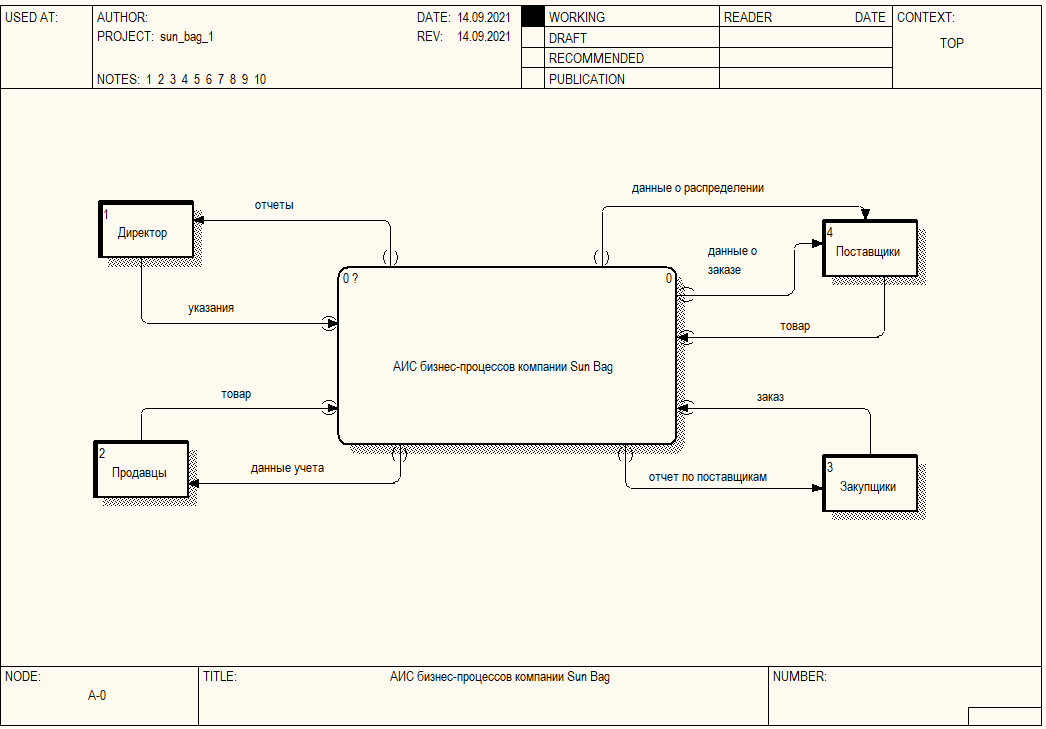 USED AT:
AUTHOR:
DATE: 14.09.2021
PROJECT: sun_bag_1
REV: 14.09.2021
NOTES: 1 2 3 4 5 6 7 8 9 10
WORKING
DRAFT
RECOMMENDED
PUBLICATION
READER
DATE
CONTEXT:
TOP
данные о распределении
отчеты
1
Директор
4
Поставщики
данные о
заказе
0 ?
0
указания
товар
АИС бизнес-процессов компании Sun Bag
товар
заказ
2
Продавцы
данные учета
отчет по поставщикам
3
Закупщики
NODE:
A-0
TITLE:
АИС бизнес-процессов компании Sun Bag
NUMBER: